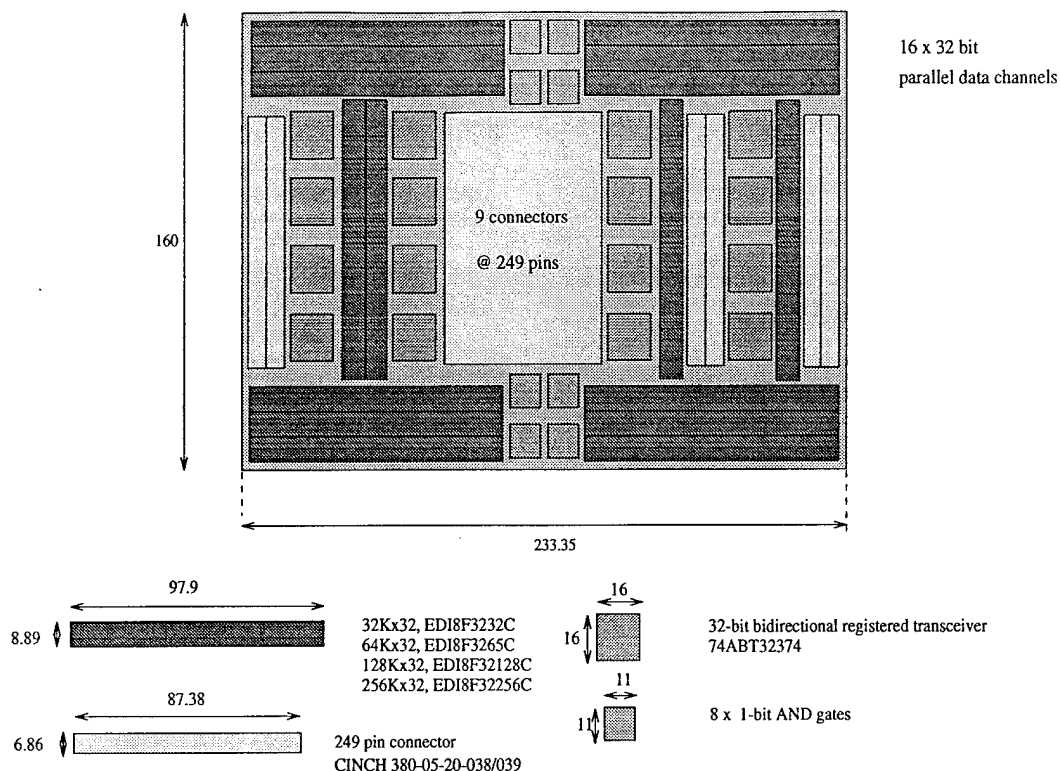 16 x 32 bit
parallel data channels
9 connectors
@ 249 pins
160
233.35
97.9
8.89
32Kx32, EDI8F3232C
64Kx32, EDI8F3265C
128Kx32, EDI8F32128C
256Kx32, EDI8F32256C
87.38
6.86
249 pin connector
CINCH 380-05-20-038/039
16
16
32-bit bidirectional registered transceiver
74ABT32374
11
11
8 x 1-bit AND gates